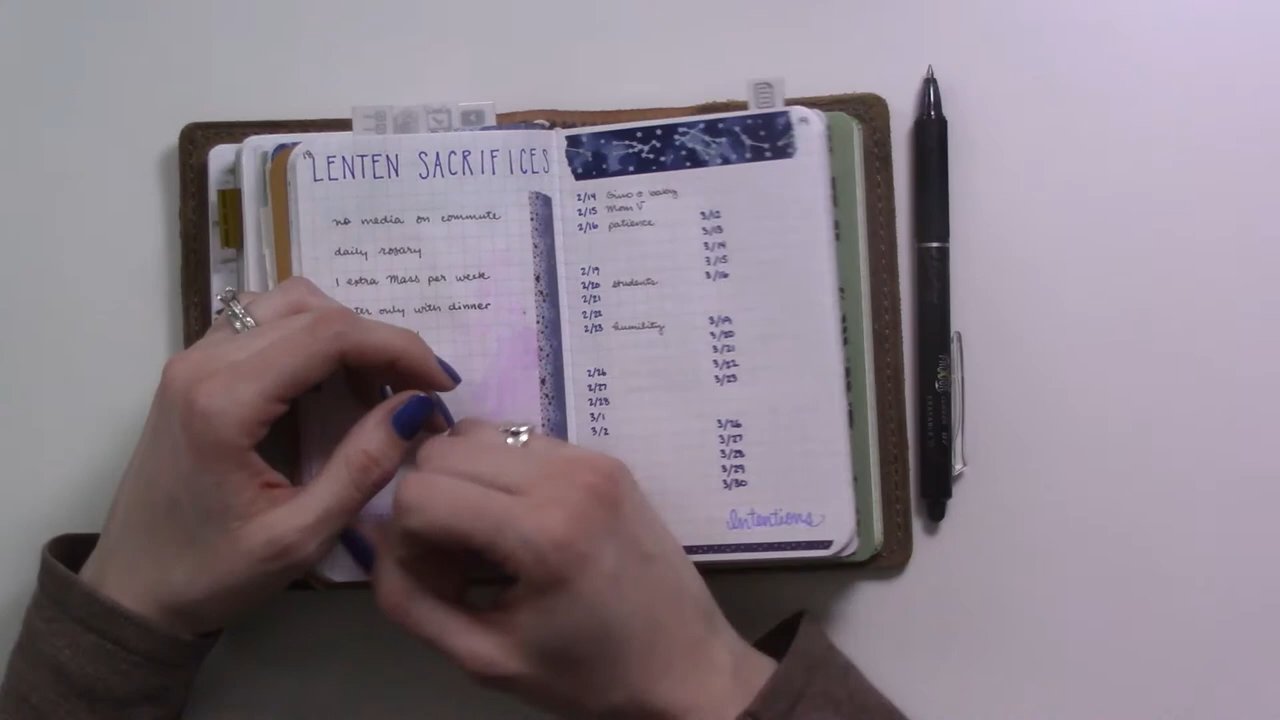 LENTEN SACRIFICES
no media on commute
daily rosary
1 extra Mass per week
only with dinner
2/14
2/15 Mom V
2/16 patience
2/19
2/20 students
2/21
2/22
2/23 humility
2/26
2/27
2/28
3/1
3/2
3/12
3/13
3/14
3/15
3/16
3/19
3/20
3/21
3/22
3/23
3/26
3/27
3/28
3/29
3/30
Intentions